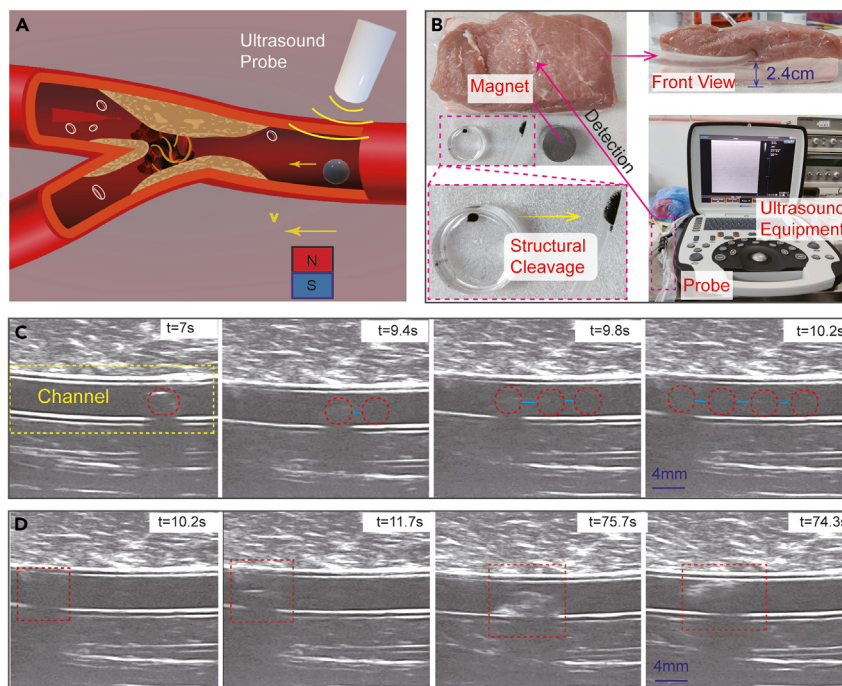 A
Ultrasound
Probe
v
N
S
B
Magnet
Front View
2.4cm
Detection
Structural
Cleavage
Ultrasound
Equipment
Probe
C
t=7s
t=9.4s
t=9.8s
t=10.2s
Channel
4mm
D
t=10.2s
t=11.7s
t=75.7s
t=74.3s
4mm